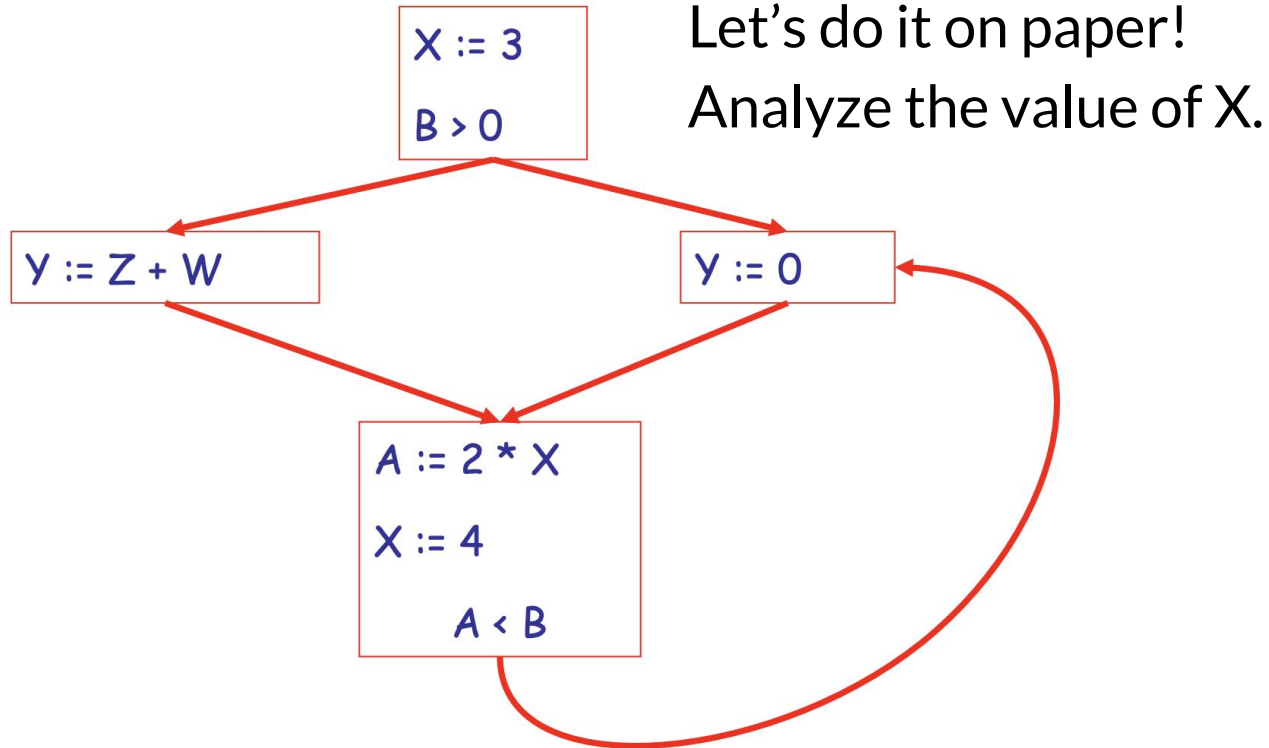 X := 3
B > 0
Let’s do it on paper!
Analyze the value of X.
Y := Z + W
Y := 0
A := 2 * X
X := 4
A < B